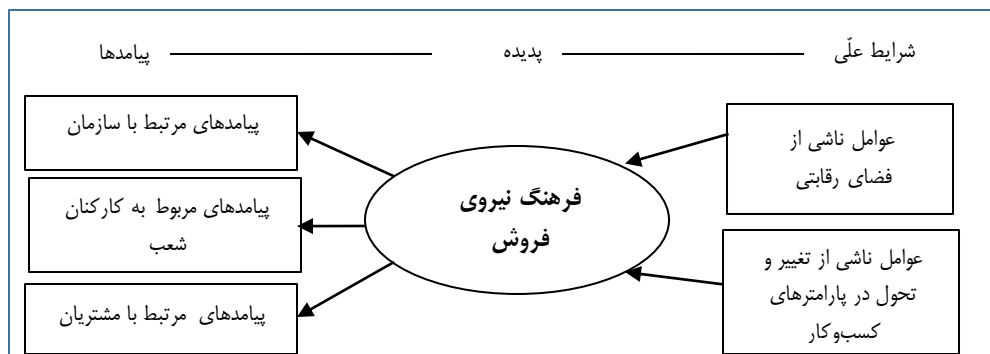 شرایط علّی
پدیده
پیامدها
عوامل ناشی از
فضای رقابتی
عوامل ناشی از تغییر و
تحول در پارامترهای
کسب‌وکار
فرهنگ نیروی
فروش
پیامدهای مرتبط با سازمان
پیامدهای مربوط به کارکنان
شعب
پیامدهای مرتبط با مشتریان